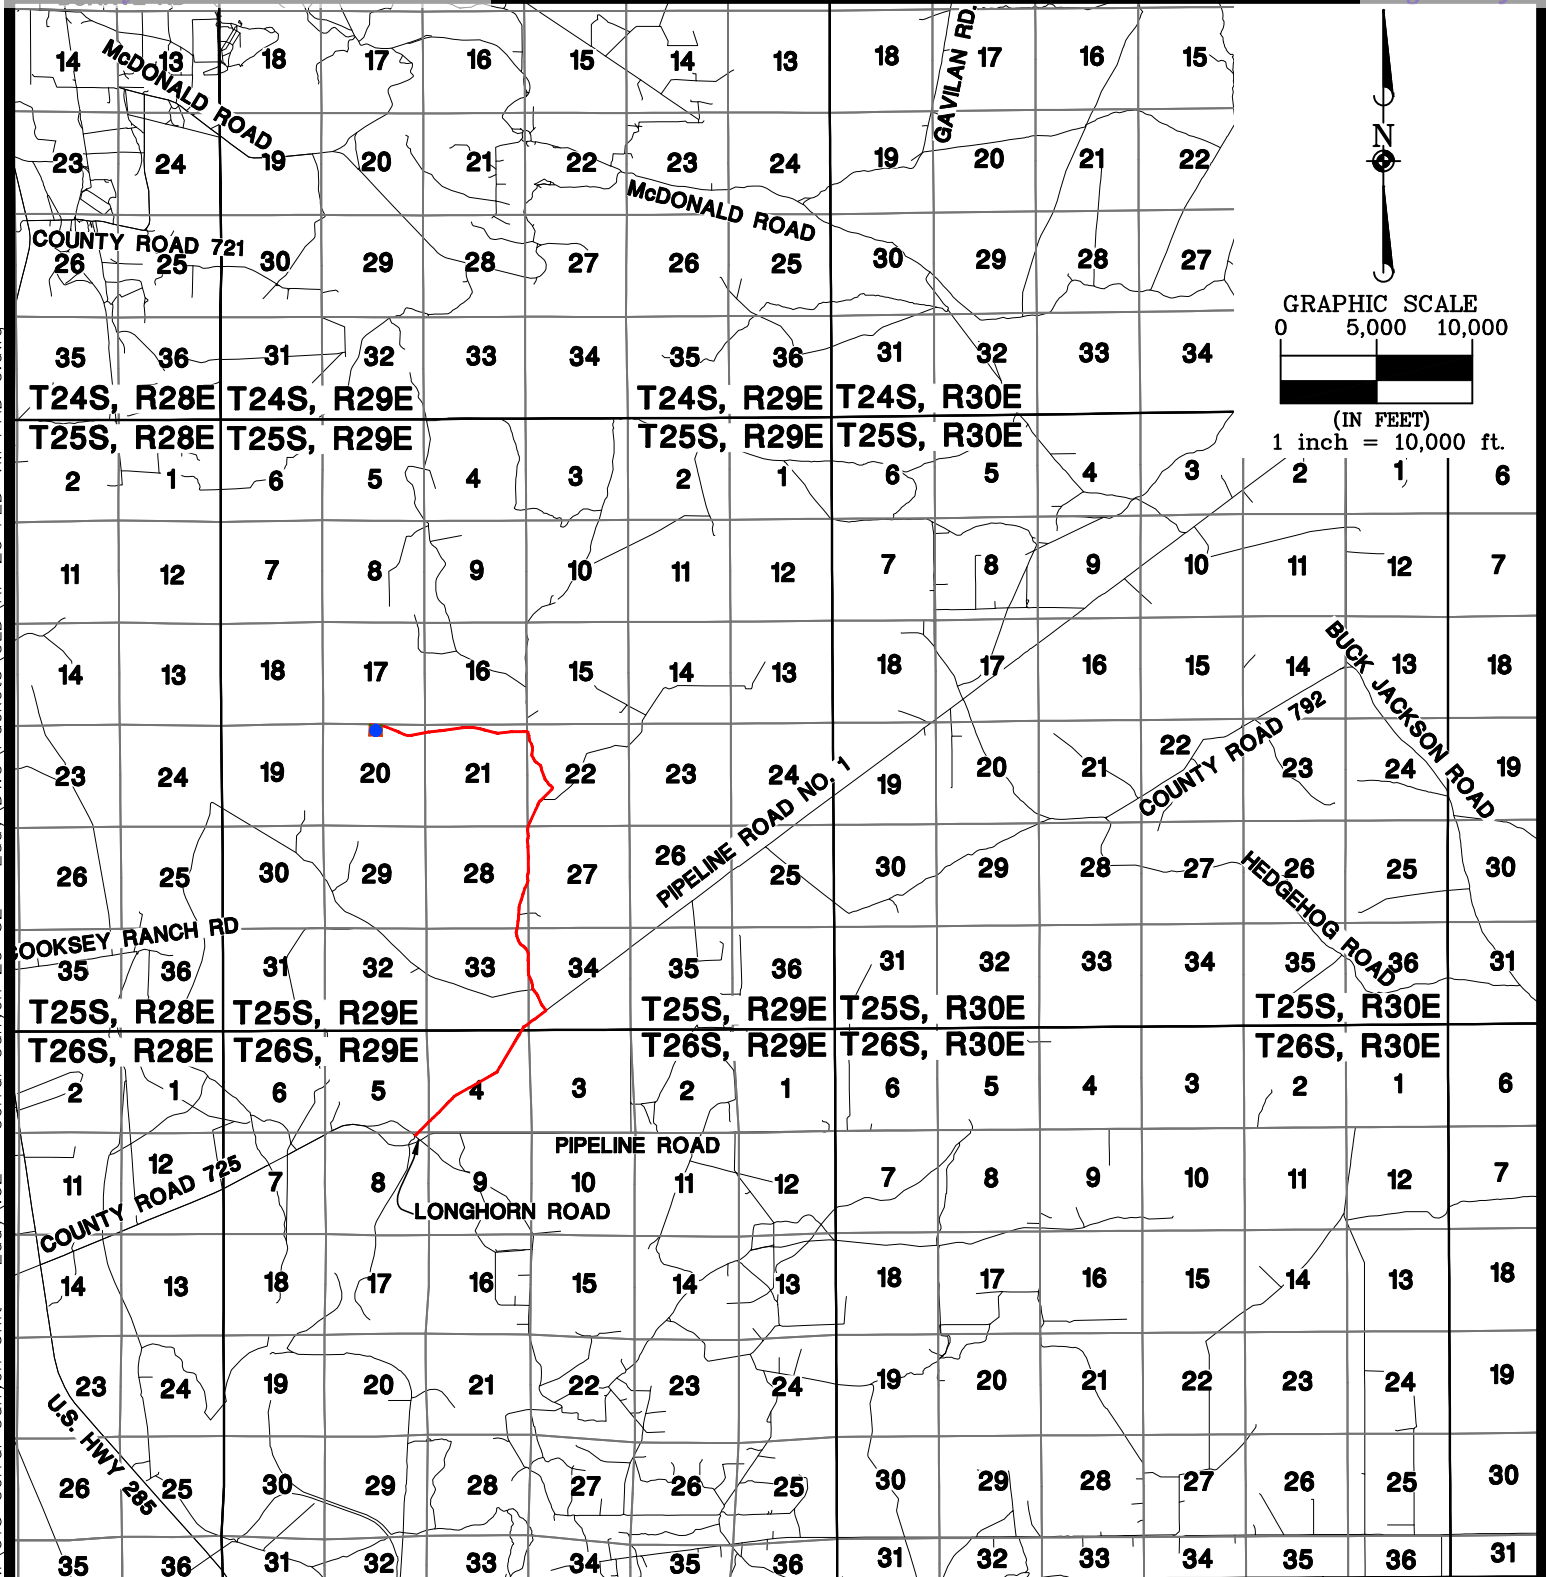 14 13 18 17 16 15 14 13 18 17 16 15
McDONALD ROAD
GAVILAN RD.
N
23 24 19 20 21 22 23 24 19 20 21 22
McDONALD ROAD
COUNTY ROAD 721
26 25 30 29 28 27 26 25 30 29 28 27
GRAPHIC SCALE
0 5,000 10,000
(IN FEET)
1 inch = 10,000 ft.
35 36 31 32 33 34 35 36 31 32 33 34
T24S, R28E T24S, R29E T24S, R29E T24S, R30E
T25S, R28E T25S, R29E T25S, R29E T25S, R30E
2 1 6 5 4 3 2 1 6 5 4 3 2 1 6
11 12 7 8 9 10 11 12 7 8 9 10 11 12 7
14 13 18 17 16 15 14 13 18 17 16 15 14 13 18
BUCK JACKSON ROAD
COUNTY ROAD 792
23 24 19 20 21 22 23 24 19 20 21 22 23 24 19
PIPELINE ROAD NO. 1
26 25 30 29 28 27 26 25 30 29 28 27 26 25 30
HEDGEHOG ROAD
COOKSEY RANCH RD
35 36 31 32 33 34 35 36 31 32 33 34 35 36 31
T25S, R28E T25S, R29E T25S, R29E T25S, R30E T25S, R30E
T26S, R28E T26S, R29E T26S, R29E T26S, R30E T26S, R30E
2 1 6 5 4 3 2 1 6 5 4 3 2 1 6
PIPELINE ROAD
11 12 7 8 9 10 11 12 7 8 9 10 11 12 7
COUNTY ROAD 725
LONGHORN ROAD
14 13 18 17 16 15 14 13 18 17 16 15 14 13 18
23 24 19 20 21 22 23 24 19 20 21 22 23 24 19
U.S. HWY 285
26 25 30 29 28 27 26 25 30 29 28 27 26 25 30
35 36 31 32 33 34 35 36 31 32 33 34 35 36 31